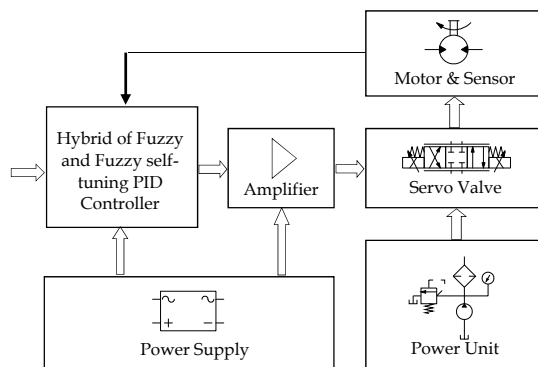 Motor & Sensor
Hybrid of Fuzzy
and Fuzzy self-
tuning PID
Controller
Amplifier
Servo Valve
Power Supply
Power Unit